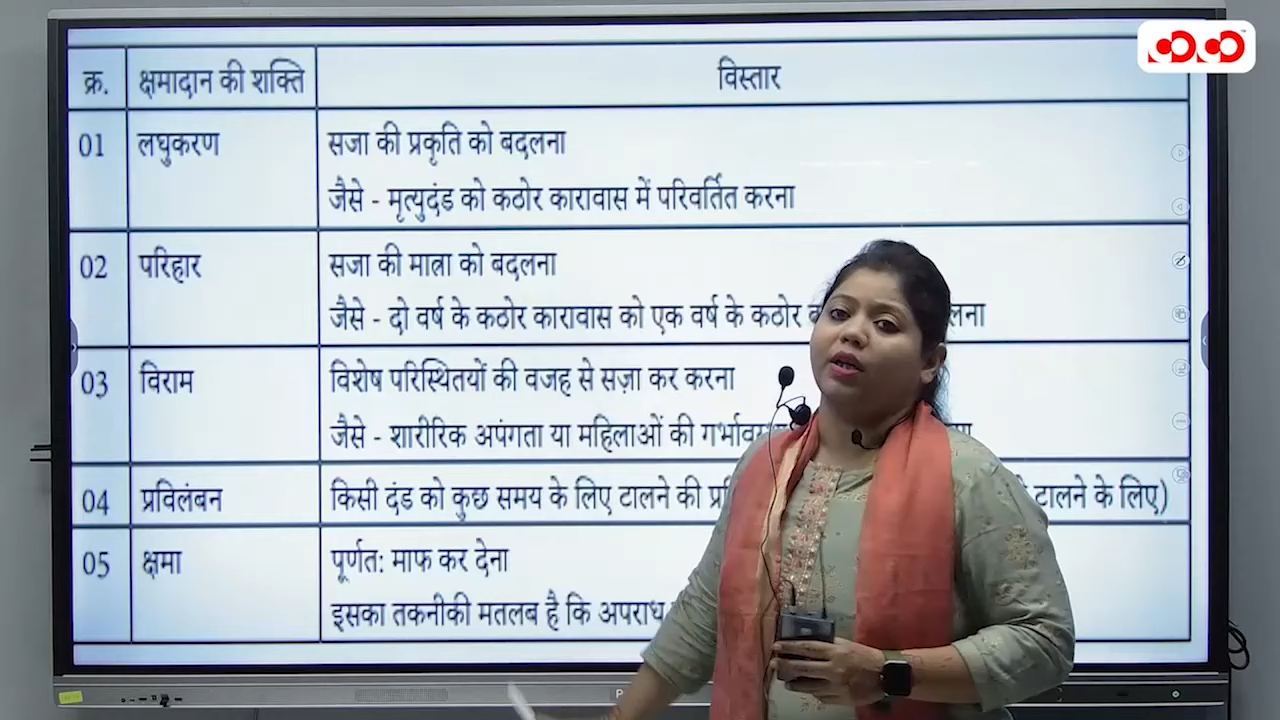 क्र. क्षमादान की शक्ति विस्तार
01 लघुकरण सजा की प्रकृति को बदलना
जैसे - मृत्युदंड को कठोर कारावास में परिवर्तित करना
02 परिहार सजा की मात्रा को बदलना
जैसे - दो वर्ष के कठोर कारावास को एक वर्ष के कठोर
03 विराम विशेष परिस्थितयों की वजह से सज़ा कर करना
जैसे - शारीरिक अपंगता या महिलाओं की
04 प्रविलंबन किसी दंड को कुछ समय के लिए टालने की टालने के लिए)
05 क्षमा पूर्णत: माफ कर देना
इसका तकनीकी मतलब है कि अपराध